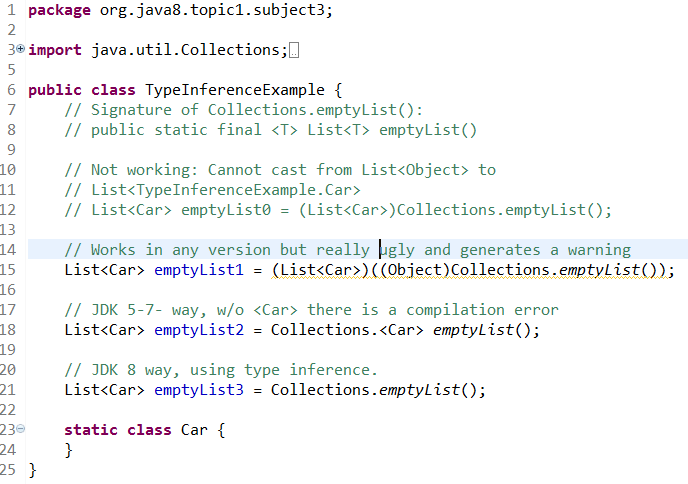 1 package org.java8.topic1.subject3;
2
3 import java.util.Collections;
5
6 public class TypeInferenceExample {
7 // Signature of Collections.emptyList():
8 // public static final <T> List<T> emptyList()
9
10 // Not working: Cannot cast from List<Object> to
11 // List<TypeInferenceExample.Car>
12 // List<Car> emptyList0 = (List<Car>)Collections.emptyList();
13
14 // Works in any version but really ugly and generates a warning
15 List<Car> emptyList1 = (List<Car>)((Object)Collections.emptyList());
16
17 // JDK 5-7- way, w/o <Car> there is a compilation error
18 List<Car> emptyList2 = Collections.<Car> emptyList();
19
20 // JDK 8 way, using type inference.
21 List<Car> emptyList3 = Collections.emptyList();
22
23 static class Car {
24 }
25 }